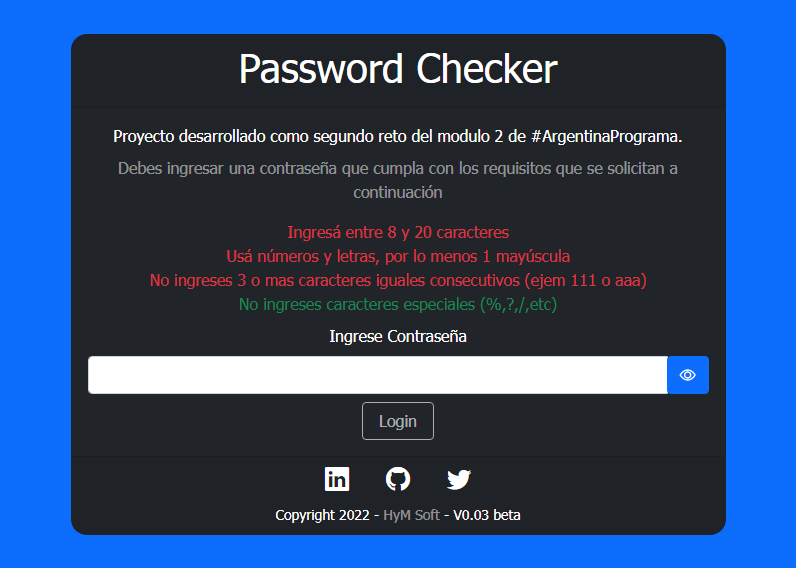 Password Checker
Proyecto desarrollado como segundo reto del modulo 2 de #ArgentinaPrograma.
Debes ingresar una contraseña que cumpla con los requisitos que se solicitan a
continuación
Ingresá entre 8 y 20 caracteres
Usá números y letras, por lo menos 1 mayúscula
No ingreses 3 o mas caracteres iguales consecutivos (ejem 111 o aaa)
No ingreses caracteres especiales (%,?,/,etc)
Ingrese Contraseña
Login
in
Copyright 2022 - HyM Soft - V0.03 beta